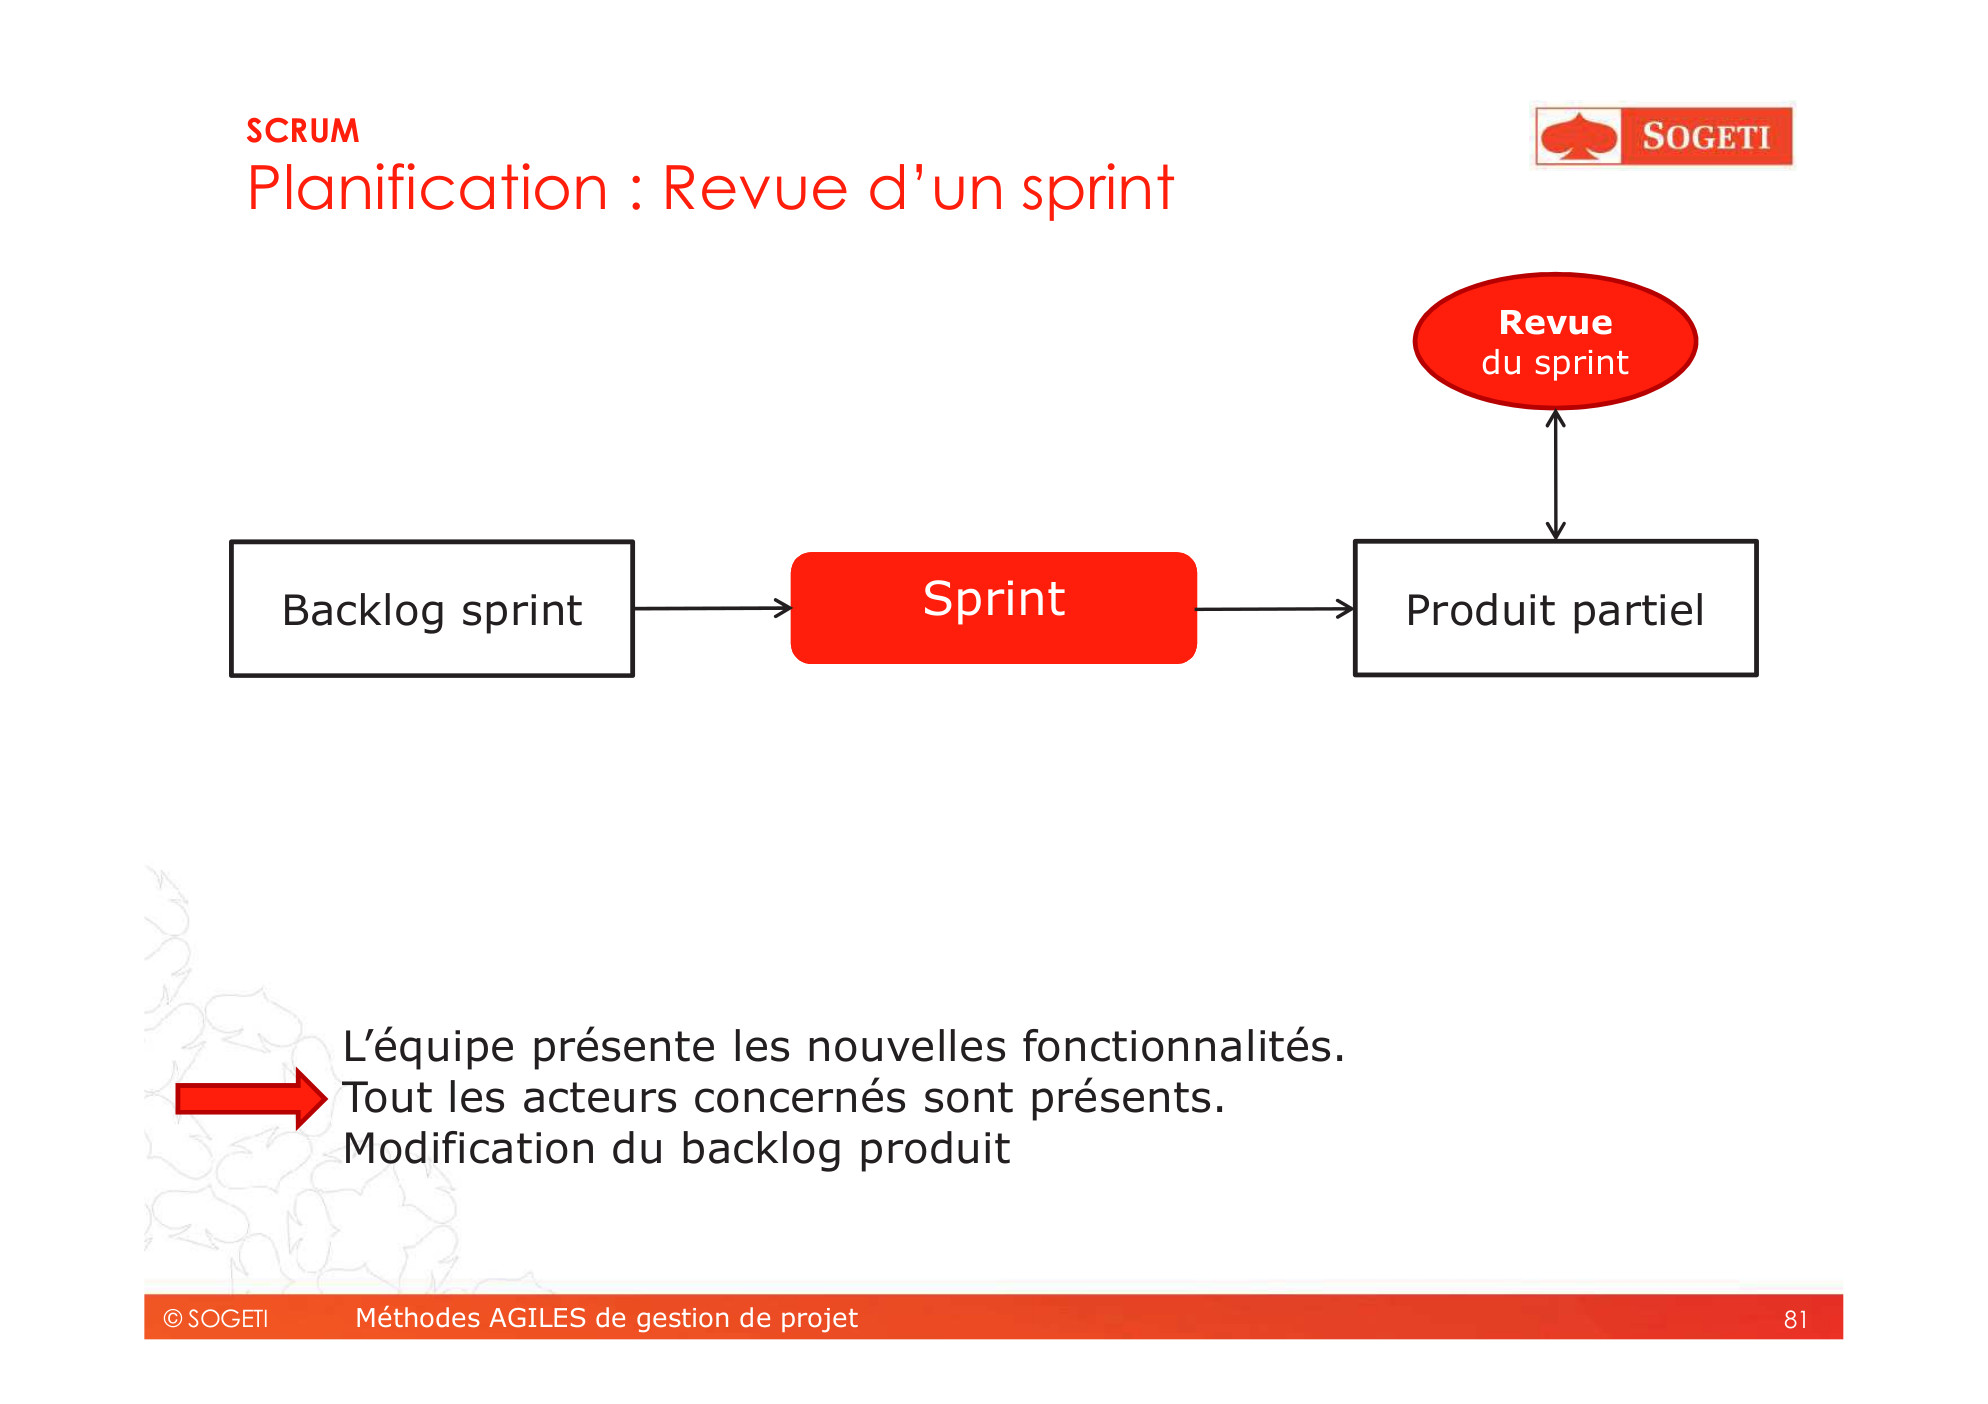 SCRUM
Planification : Revue d’un sprint
SOGETI
Revue
du sprint
Backlog sprint
Sprint
Produit partiel
L’équipe présente les nouvelles fonctionnalités.
Tout les acteurs concernés sont présents.
Modification du backlog produit
© SOGETI Méthodes AGILES de gestion de projet 81